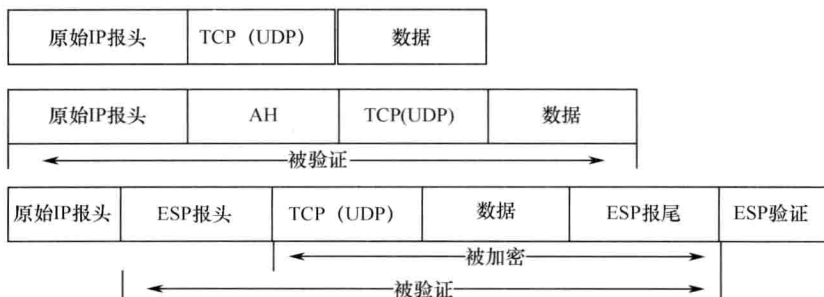 原始IP报头 TCP（UDP） 数据
原始IP报头 AH TCP(UDP) 数据
被验证
原始IP报头 ESP报头 TCP（UDP） 数据 ESP报尾 ESP验证
被加密
被验证